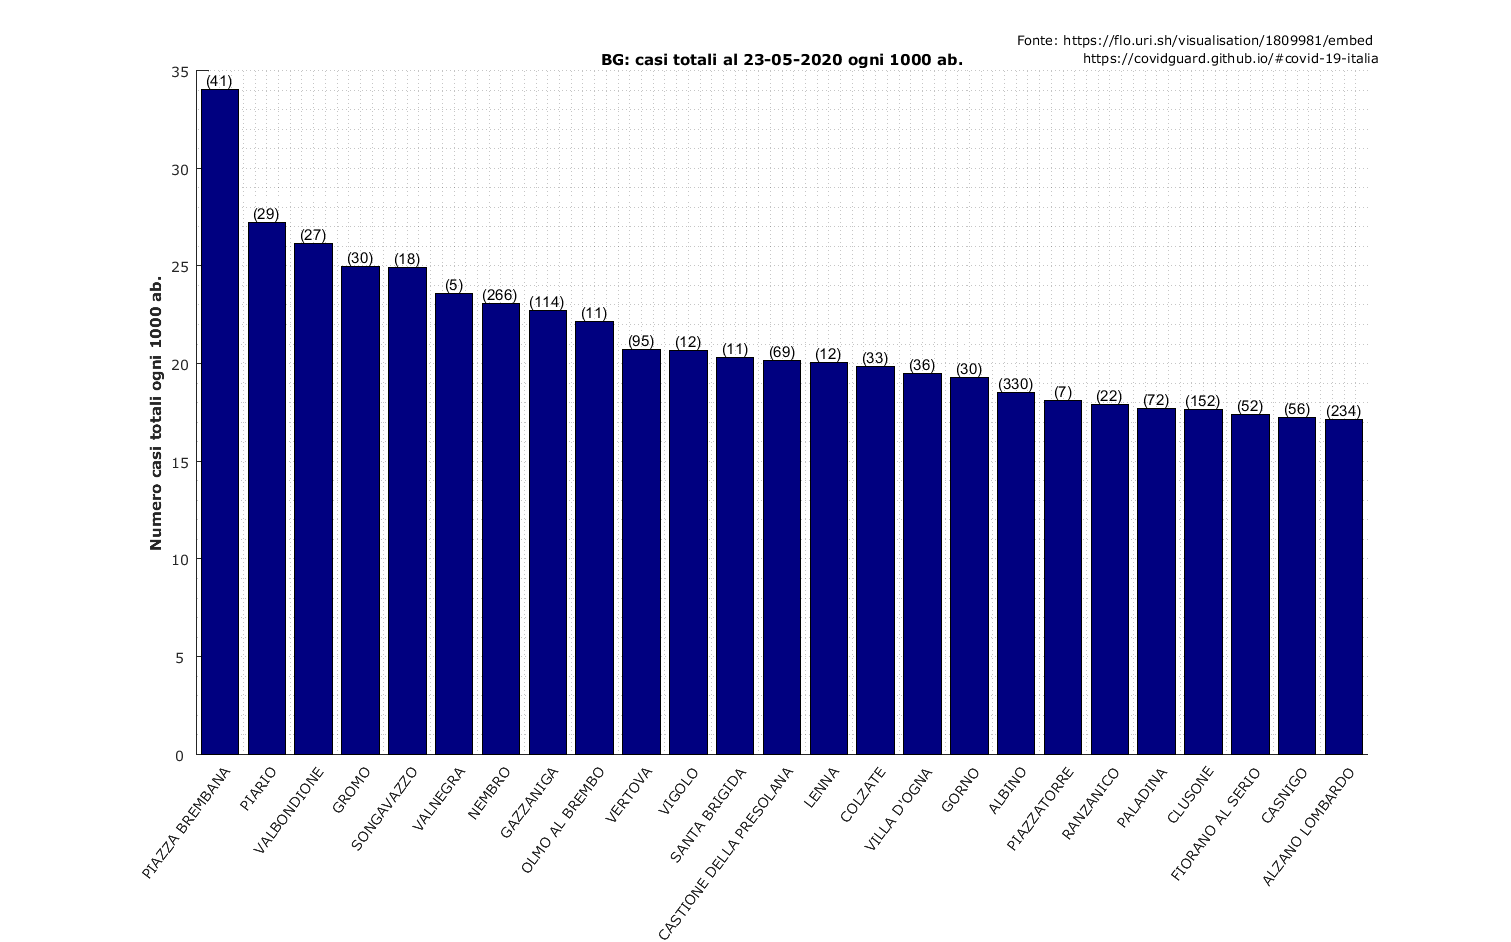 Fonte: https://flo.uri.sh/visualisation/1809981/embed
https://covidguard.github.io/#covid-19-italia
BG: casi totali al 23-05-2020 ogni 1000 ab.
Numero casi totali ogni 1000 ab.
35
30
25
20
15
10
5
0
(41)
(29)
(27)
(30)
(18)
(5)
(266)
(114)
(11)
(95)
(12)
(11)
(69)
(12)
(33)
(36)
(30)
(330)
(7)
(22)
(72)
(152)
(52)
(56)
(234)
PIAZZA BREMBANA
PIARIO
VALBONDIONE
GROMO
SONGAVAZZO
VALNEGRA
NEMBRO
GAZZANIGA
OLMO AL BREMBO
VERTOVA
VIGOLO
SANTA BRIGIDA
CASTIONE DELLA PRESOLANA
LENNA
COLZATE
VILLA D'OGNA
GORNO
ALBINO
PIAZZATORRE
RANZANICO
PALADINA
CLUSONE
FIORANO AL SERIO
CASNIGO
ALZANO LOMBARDO